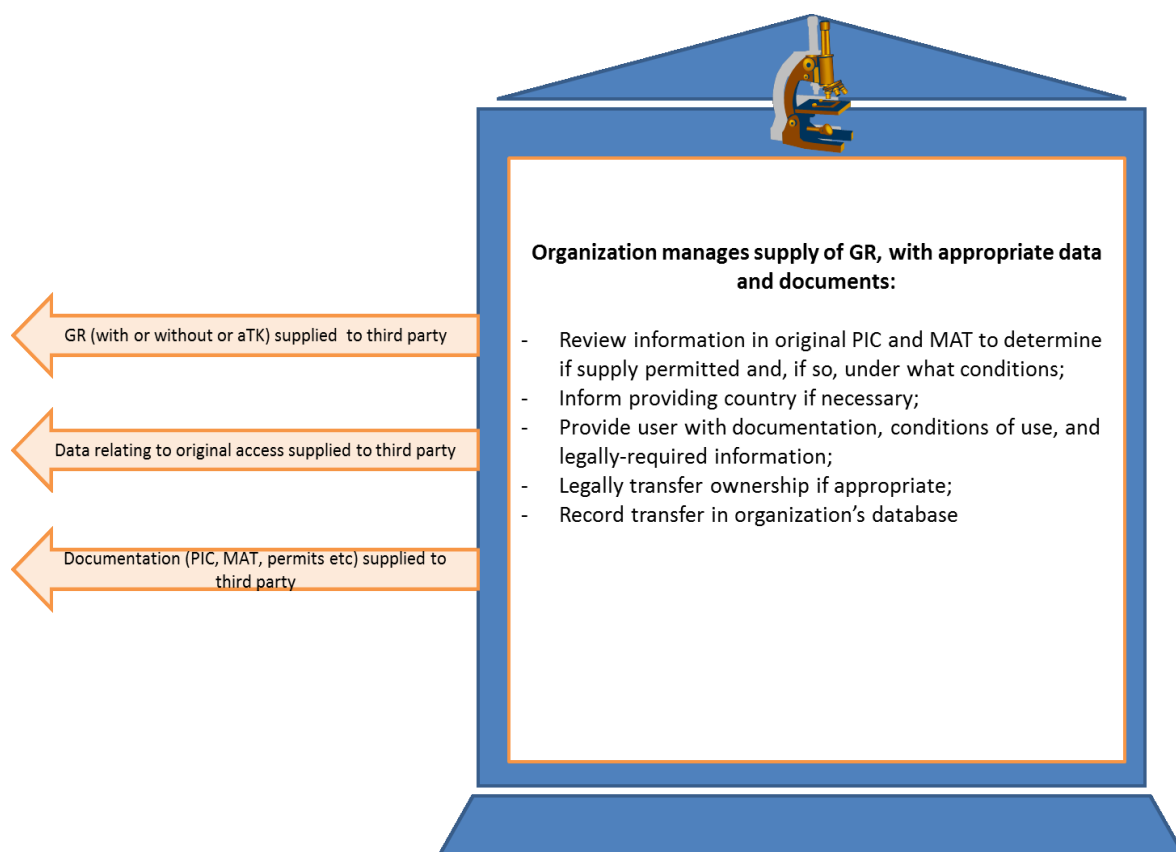 Organization manages supply of GR, with appropriate data
and documents:
- Review information in original PIC and MAT to determine
if supply permitted and, if so, under what conditions;
- Inform providing country if necessary;
- Provide user with documentation, conditions of use, and
legally-required information;
- Legally transfer ownership if appropriate;
- Record transfer in organization’s database
GR (with or without or aTK) supplied  to third party
Data relating to original access supplied to third party
Documentation (PIC, MAT, permits etc) supplied to
third party